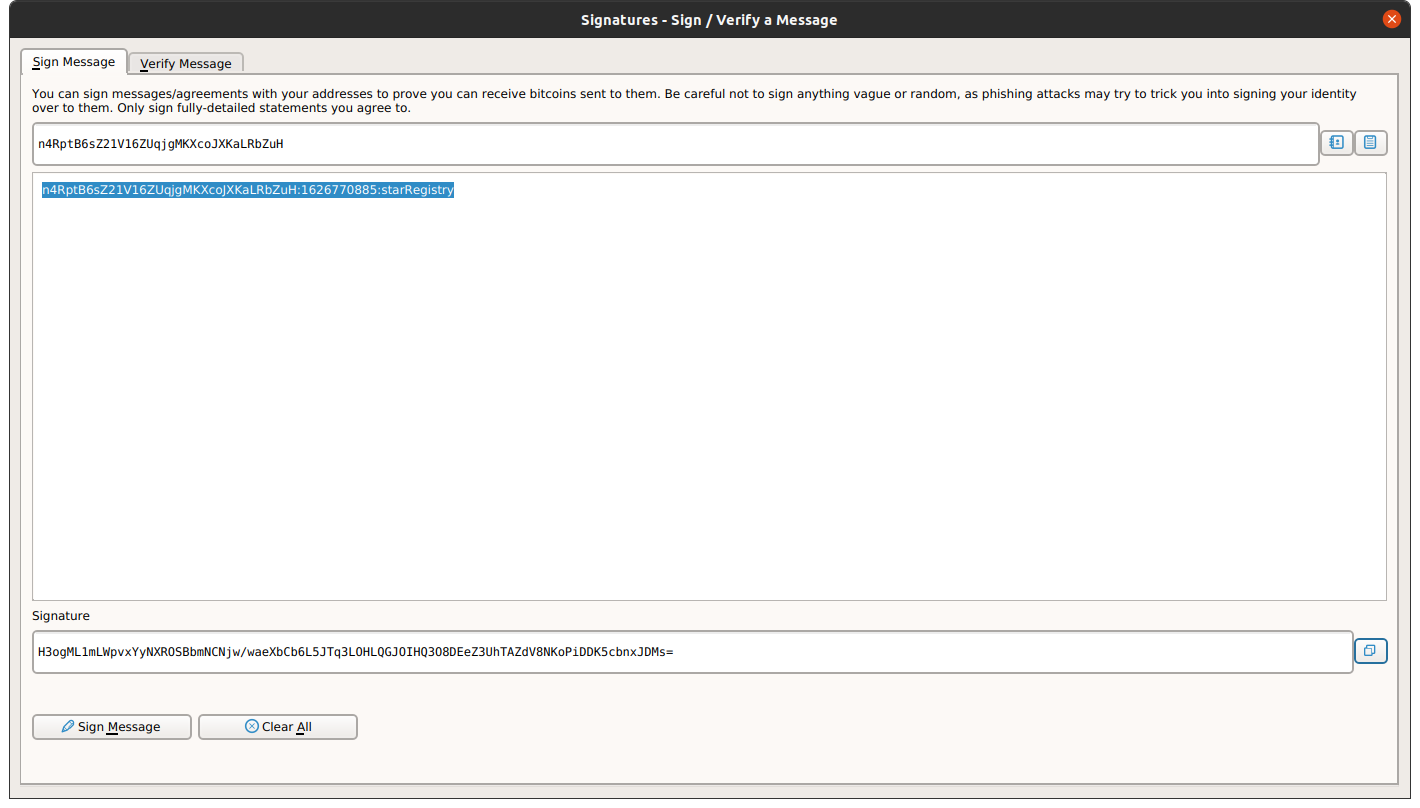 Signatures - Sign / Verify a Message
Sign Message
Verify Message
You can sign messages/agreements with your addresses to prove you can receive bitcoins sent to them. Be careful not to sign anything vague or random, as phishing attacks may try to trick you into signing your identity
over to them. Only sign fully-detailed statements you agree to.
n4RptB6sZ21V16ZUqjgMKXcoJXKaLRbZuH
n4RptB6sZ21V16ZUqjgMKXcoJXKaLRbZuH:1626770885:starRegistry
Signature
H3ogML1mLWpvxYyNXROSBbmNCNjw/waeXbCb6L5JTq3LOHLQGJOIHQ3O8DEeZ3UhTAZdV8NKoPiDDK5cbnxJDMs=
Sign Message
Clear All